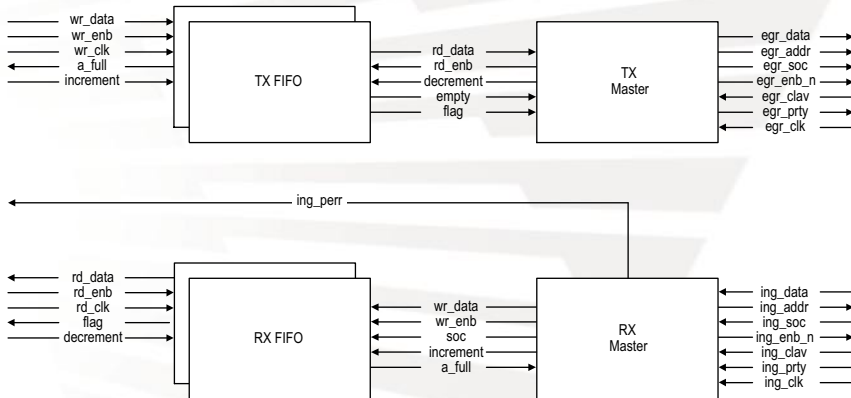 wr_data
wr_enb
wr_clk
a_full
increment
TX FIFO
rd_data
rd_enb
decrement
empty
flag
TX
Master
egr_data
egr_addr
egr_soc
egr_enb_n
egr_clav
egr_prty
egr_clk
ing_perr
rd_data
rd_enb
rd_clk
flag
decrement
RX FIFO
wr_data
wr_enb
soc
increment
a_full
RX
Master
ing_data
ing_addr
ing_soc
ing_enb_n
ing_clav
ing_prty
ing_clk